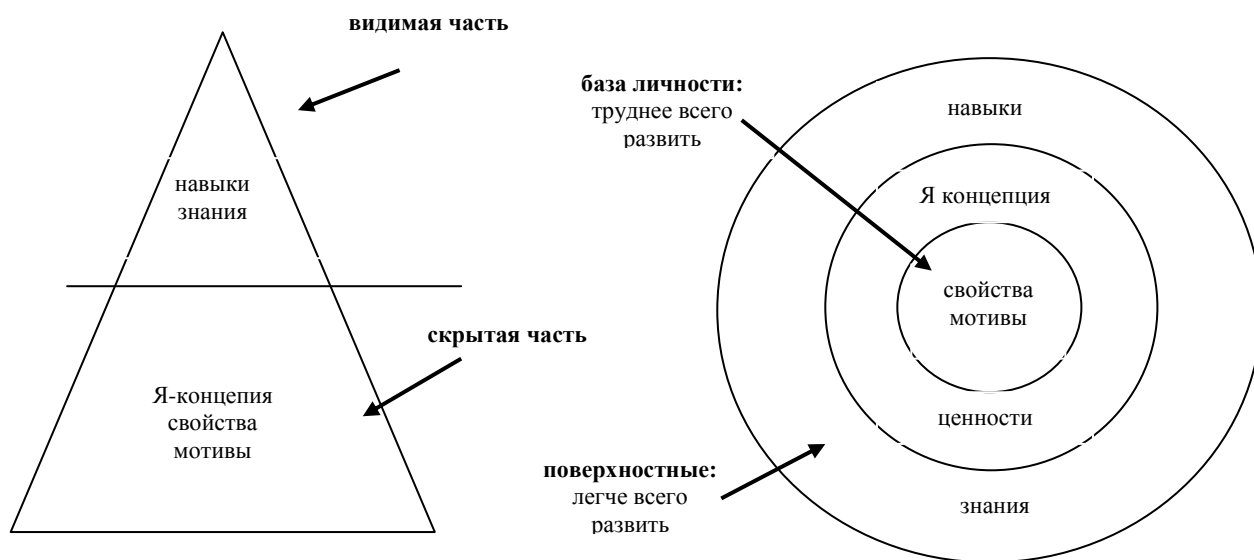 видимая часть
навыки
знания
скрытая часть
Я-концепия
свойства
мотивы
база личности:
труднее всего
развить
навыки
Я концепция
свойства
мотивы
ценности
поверхностные:
легче всего
развить
знания